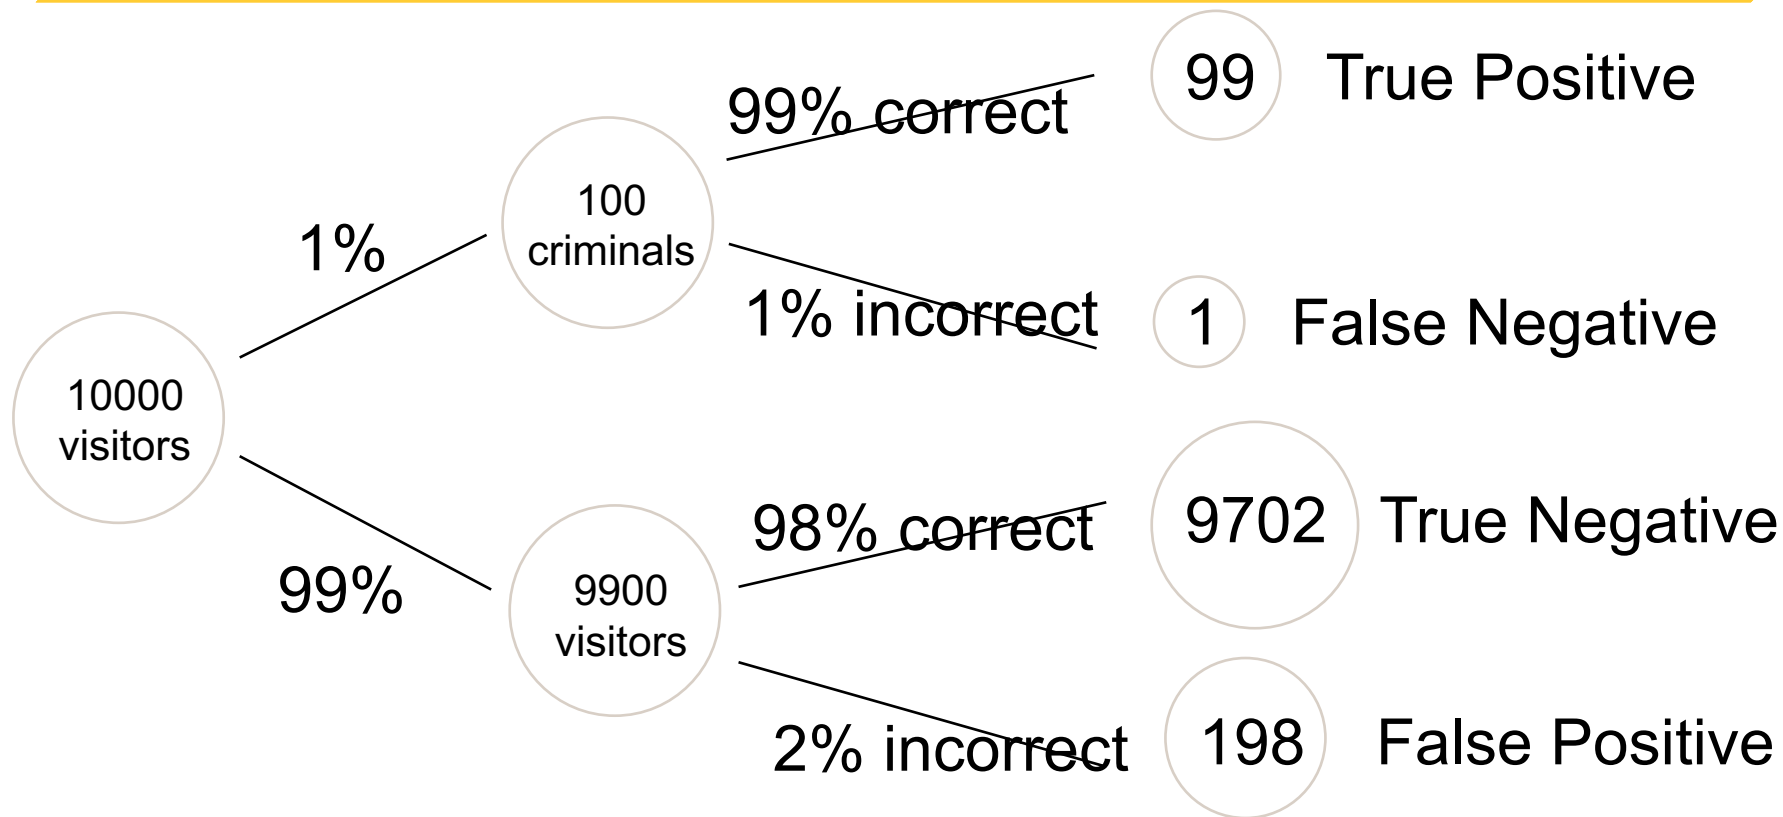 10000
visitors
1%
99%
100
criminals
9900
visitors
99% correct
1% incorrect
98% correct
2% incorrect
99 True Positive
1 False Negative
9702 True Negative
198 False Positive